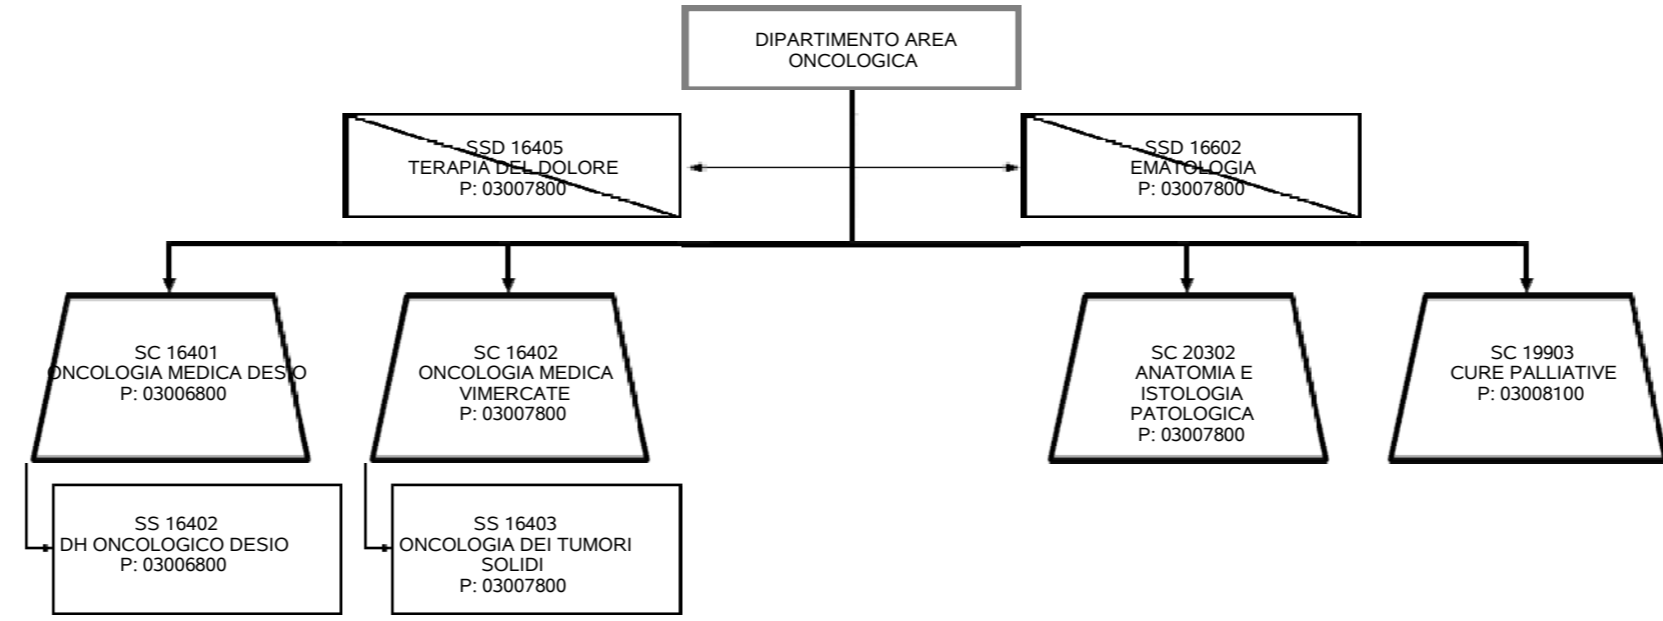 DIPARTIMENTO AREA
ONCOLOGICA
SSD 16405
TERAPIA DEL DOLORE
P: 03007800
SSD 16602
EMATOLOGIA
P: 03007800
SC 16401
ONCOLOGIA MEDICA DESIO
P: 03006800
SC 16402
ONCOLOGIA MEDICA
VIMERCATE
P: 03007800
SC 20302
ANATOMIA E
ISTOLOGIA
PATOLOGICA
P: 03007800
SC 19903
CURE PALLIATIVE
P: 03008100
SS 16402
DH ONCOLOGICO DESIO
P: 03006800
SS 16403
ONCOLOGIA DEI TUMORI
SOLIDI
P: 03007800